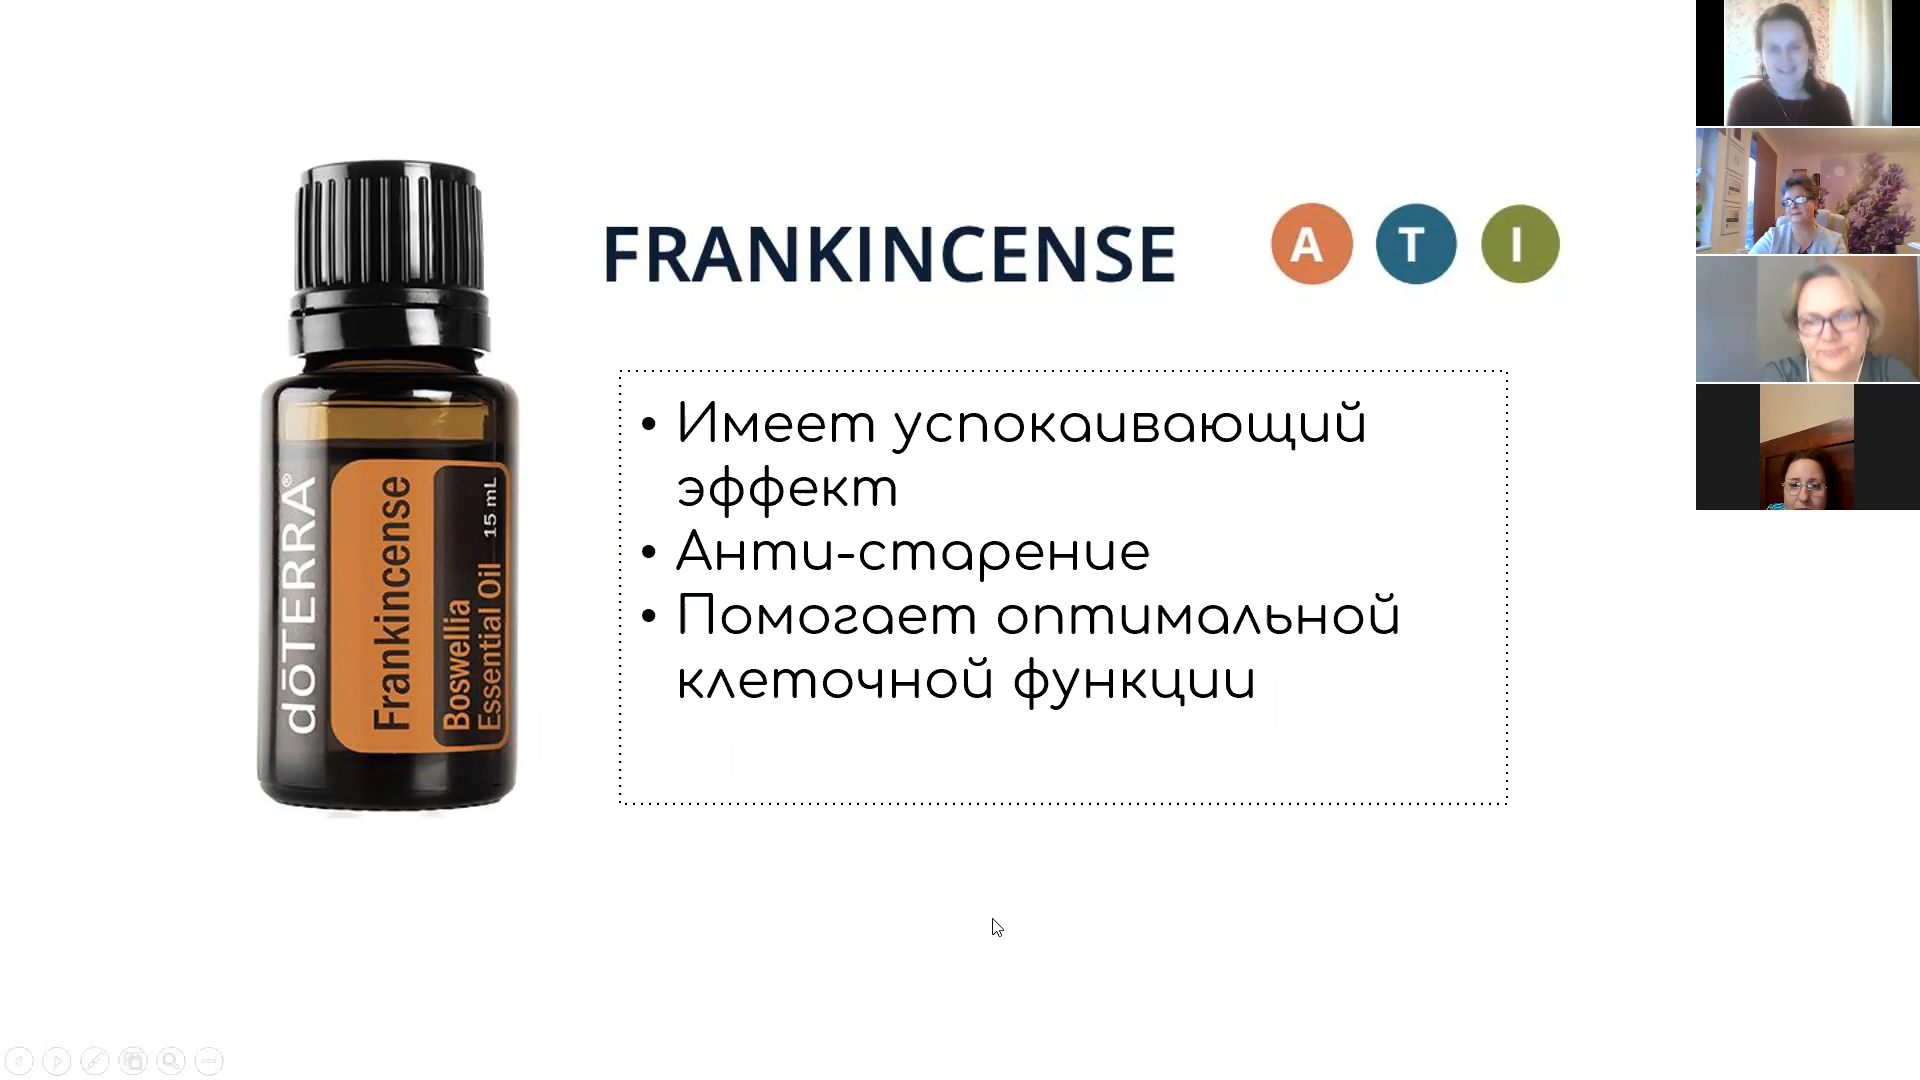 FRANKINCENSE
A T I
• Имеет успокаивающий
эффект
• Анти-старение
• Помогает оптимальной
клеточной функции
dōTERRA®
Frankincense
Boswellia
Essential Oil 15 mL